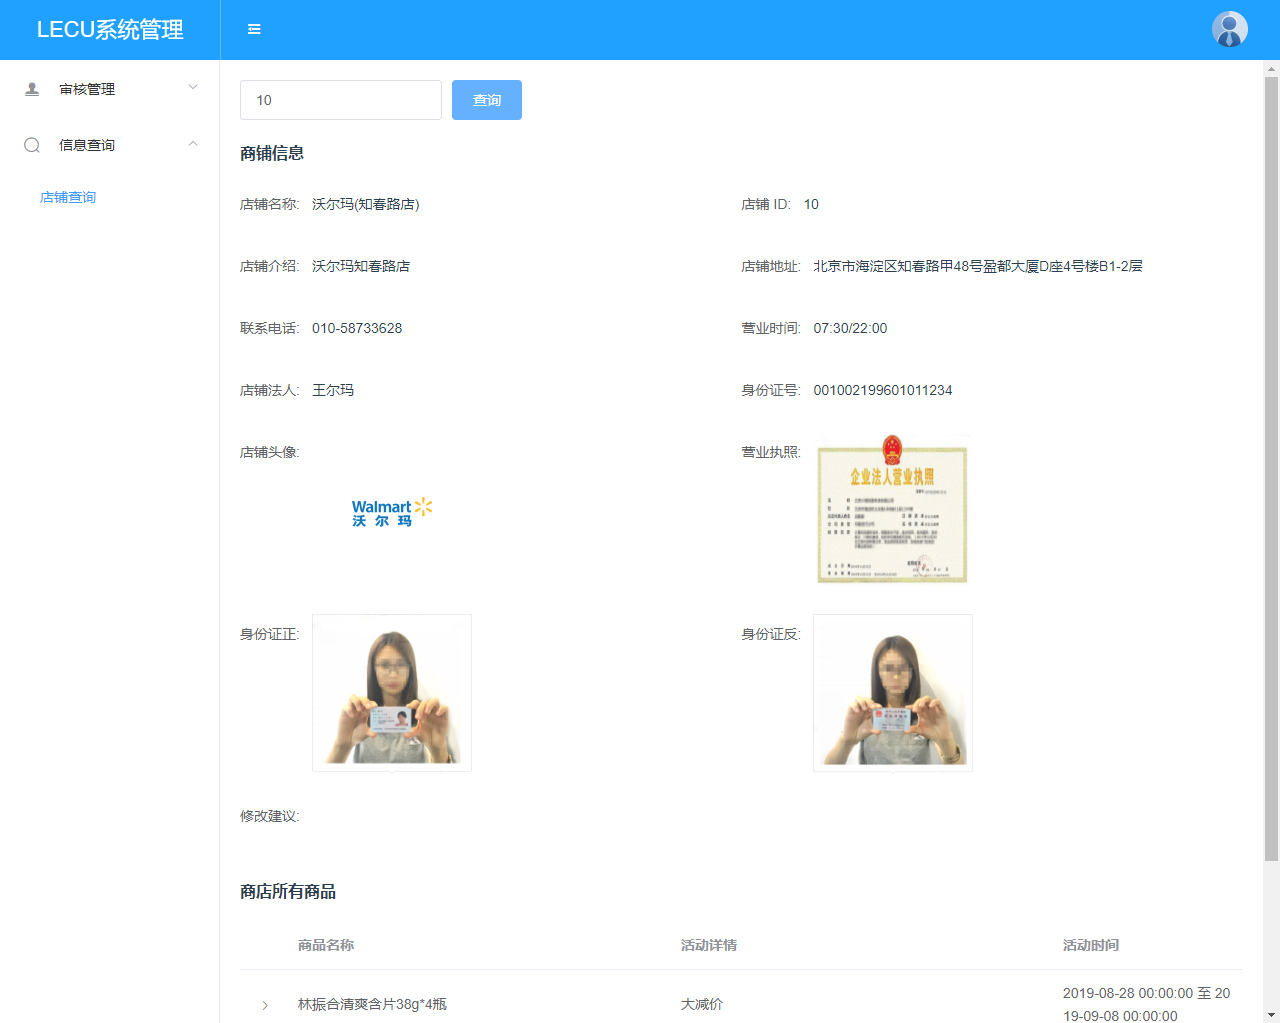 LECU系统管理
审核管理
信息查询
店铺查询
10
查询
商铺信息
店铺名称: 沃尔玛(知春路店)
店铺 ID: 10
店铺介绍: 沃尔玛知春路店
店铺地址: 北京市海淀区知春路甲48号盈都大厦D座4号楼B1-2层
联系电话: 010-58733628
营业时间: 07:30/22:00
店铺法人: 王尔玛
身份证号: 001002199601011234
店铺头像:
Walmart
沃尔玛
营业执照:
企业法人营业执照
身份证正:
身份证反:
修改建议:
商店所有商品
商品名称 活动详情 活动时间
林振合清爽含片38g*4瓶 大减价 2019-08-28 00:00:00 至 20
19-09-08 00:00:00